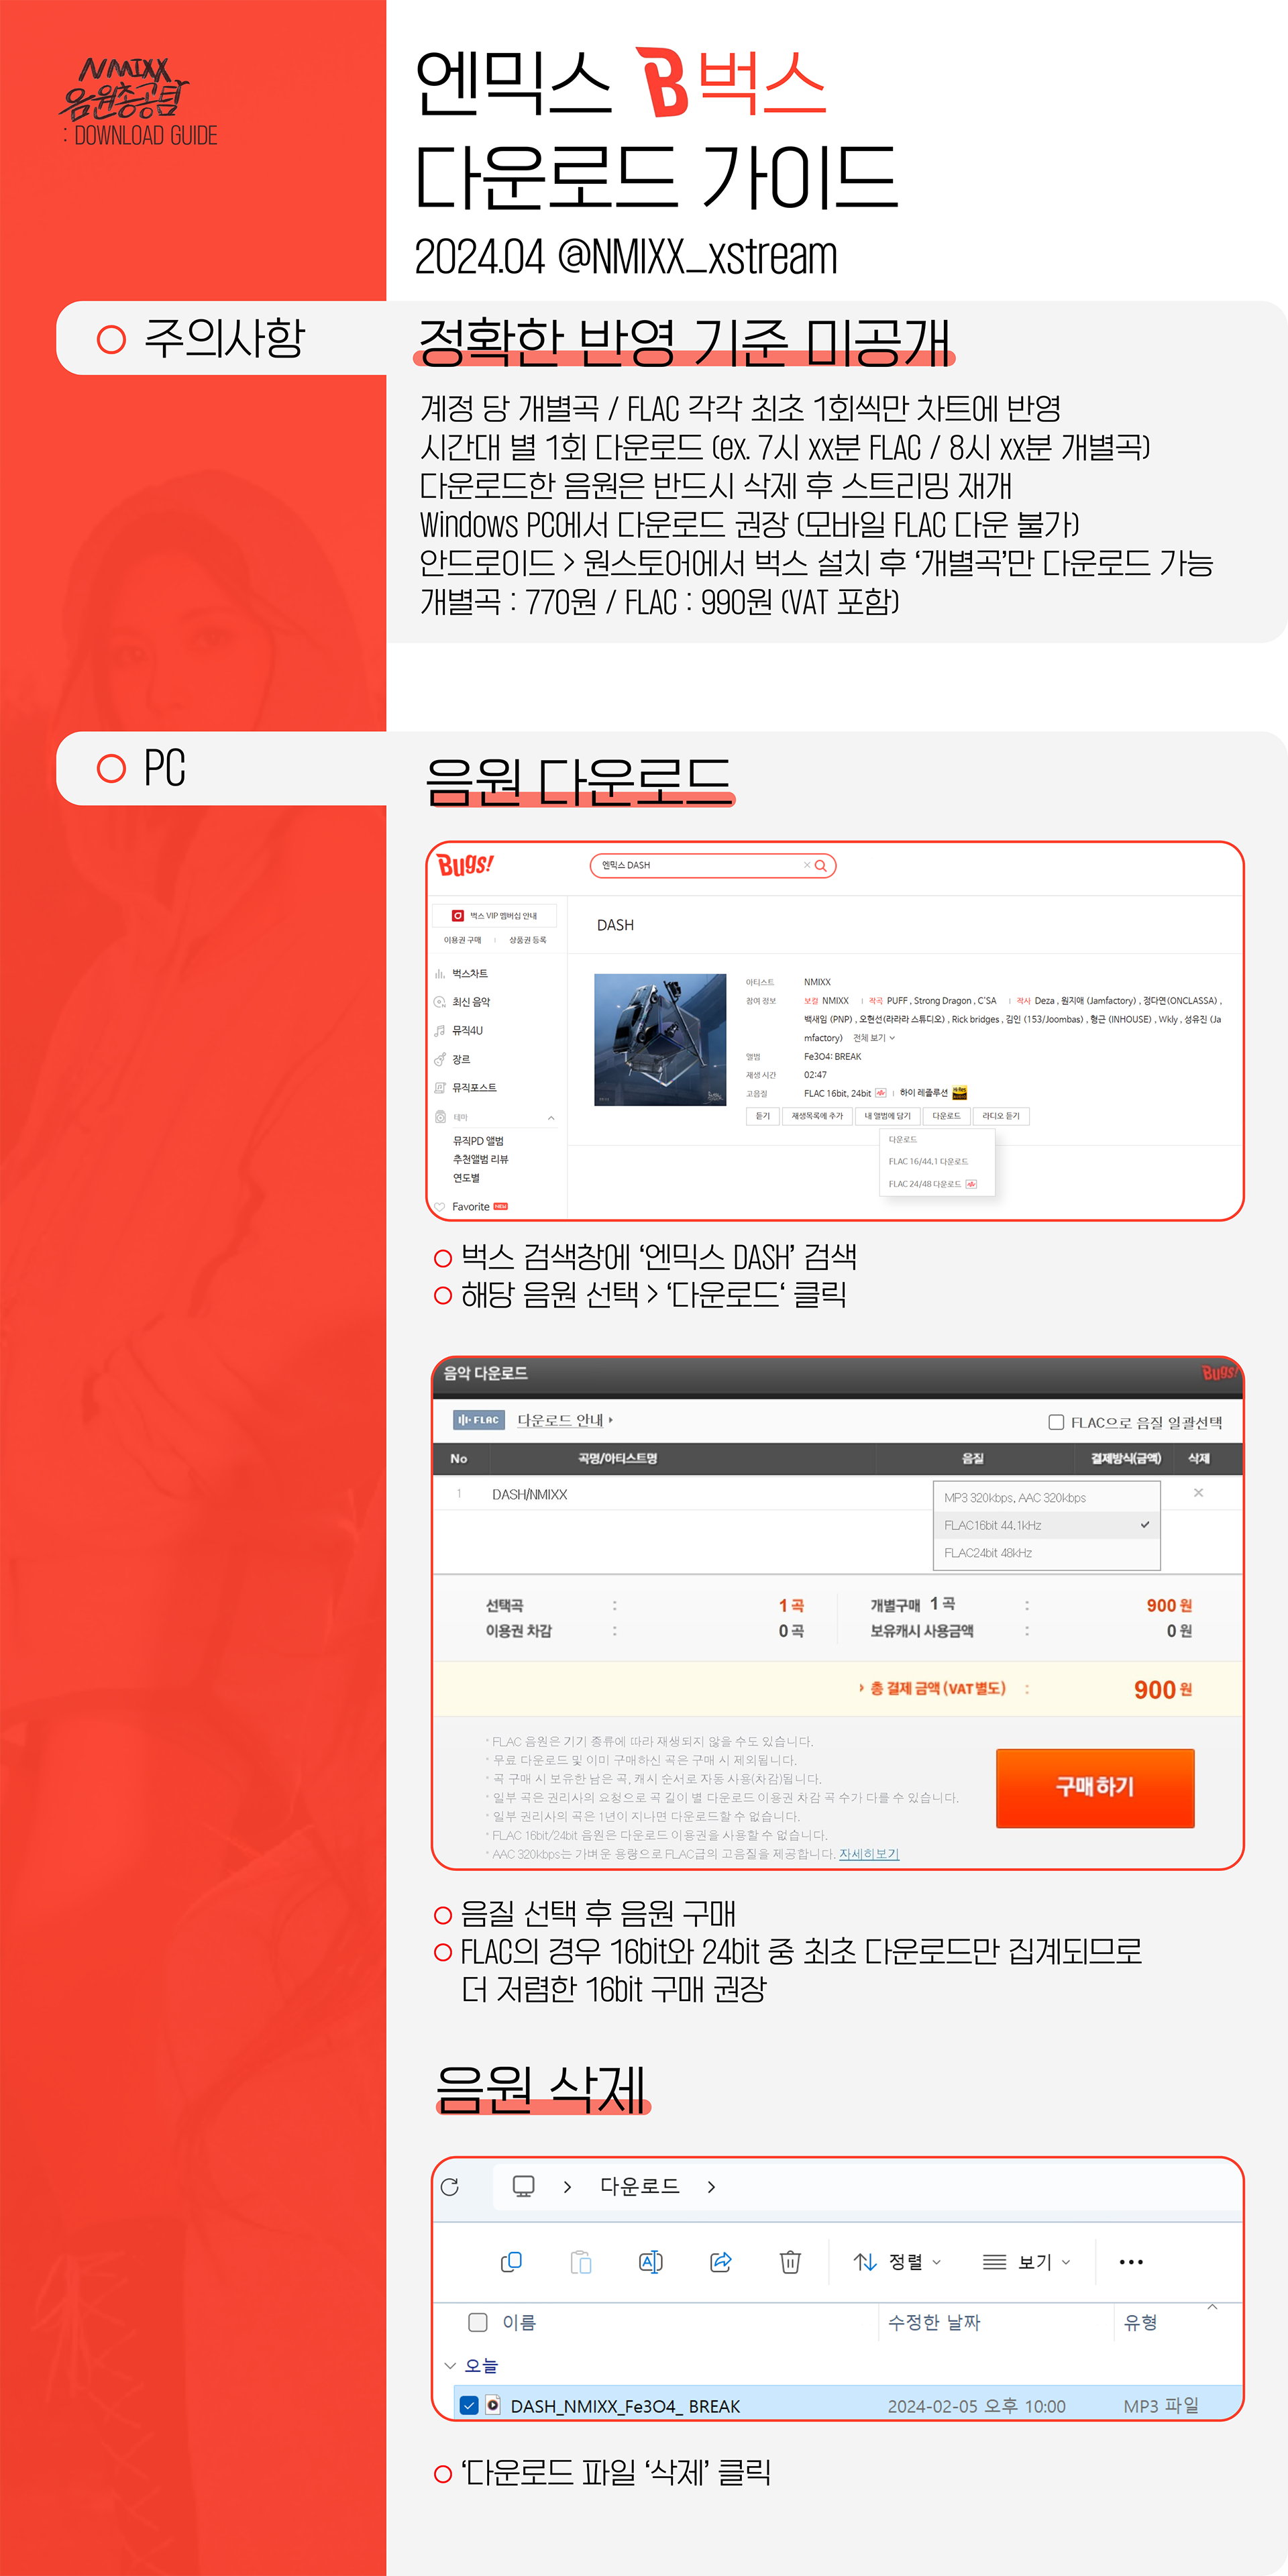 NMIXX
음원총공팀
: DOWNLOAD GUIDE
엔믹스 B 벅스
다운로드 가이드
2024.04 @NMIXX_xstream
주의사항
정확한 반영 기준 미공개
계정 당 개별곡 / FLAC 각각 최초 1회씩만 차트에 반영
시간대 별 1회 다운로드 (ex. 7시 xx분 FLAC / 8시 xx분 개별곡)
다운로드한 음원은 반드시 삭제 후 스트리밍 재개
Windows PC에서 다운로드 권장 (모바일 FLAC 다운 불가)
안드로이드 > 원스토어에서 벅스 설치 후 ‘개별곡’만 다운로드 가능
개별곡 : 770원 / FLAC : 990원 (VAT 포함)
PC
음원 다운로드
Bugs!
엔믹스 DASH
벅스 VIP 멤버십 안내
이용권 구매 | 상품권 등록
벅스차트
최신 음악
뮤직4U
장르
뮤직포스트
테마
뮤직PD 앨범
추천앨범 리뷰
연도별
Favorite NEW
DASH
아티스트 NMIXX
참여 정보 보컬 NMIXX | 작곡 PUFF , Strong Dragon , C'SA | 작사 Deza , 원지애 (Jamfactory) , 정다연(ONCLASSA) ,
백새임 (PNP) , 오현선(라라라 스튜디오) , Rick bridges , 김인 (153/Joombas) , 형근 (INHOUSE) , Wkly , 성유진 (Ja
mfactory) 전체 보기
앨범 Fe3O4: BREAK
재생 시간 02:47
고음질 FLAC 16bit, 24bit | 하이 레졸루션
듣기 재생목록에 추가 내 앨범에 담기 다운로드 라디오 듣기
다운로드
FLAC 16/44.1 다운로드
FLAC 24/48 다운로드
벅스 검색창에 ‘엔믹스 DASH’ 검색
해당 음원 선택 > ‘다운로드‘ 클릭
음악 다운로드 Bugs!
FLAC 다운로드 안내 FLAC으로 음질 일괄선택
No 곡명/아티스트명 음질 결제방식(금액) 삭제
1 DASH/NMIXX
MP3 320kbps, AAC 320kbps
FLAC16bit 44.1kHz
FLAC24bit 48kHz
선택곡 : 1 곡 개별구매 1 곡 : 900 원
이용권 차감 : 0 곡 보유캐시 사용금액 : 0 원
총 결제 금액 (VAT별도) : 900 원
* FLAC 음원은 기기 종류에 따라 재생되지 않을 수도 있습니다.
* 무료 다운로드 및 이미 구매하신 곡은 구매 시 제외됩니다.
* 곡 구매 시 보유한 남은 곡, 캐시 순서로 자동 사용(차감)됩니다.
* 일부 곡은 권리사의 요청으로 곡 길이 별 다운로드 이용권 차감 곡 수가 다를 수 있습니다.
* 일부 권리사의 곡은 1년이 지나면 다운로드할 수 없습니다.
* FLAC 16bit/24bit 음원은 다운로드 이용권을 사용할 수 없습니다.
* AAC 320kbps는 가벼운 용량으로 FLAC급의 고음질을 제공합니다. 자세히보기
구매하기
음질 선택 후 음원 구매
FLAC의 경우 16bit와 24bit 중 최초 다운로드만 집계되므로
더 저렴한 16bit 구매 권장
음원 삭제
다운로드
정렬 보기
이름 수정한 날짜 유형
오늘
DASH_NMIXX_Fe3O4_ BREAK 2024-02-05 오후 10:00 MP3 파일
‘다운로드 파일 ‘삭제’ 클릭